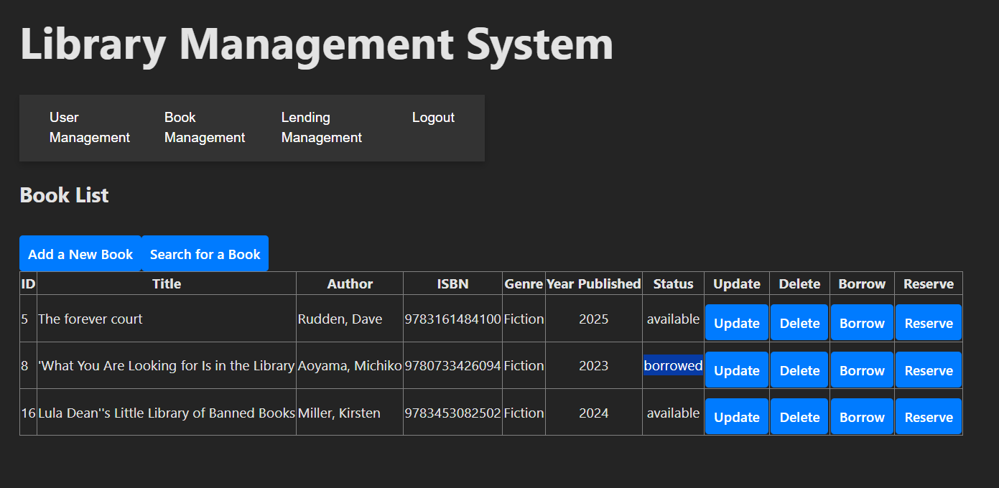 Library Management System
User Management
Book Management
Lending Management
Logout
Book List
Add a New Book Search for a Book
ID Title Author ISBN Genre Year Published Status Update Delete Borrow Reserve
5 The forever court Rudden, Dave 9783161484100 Fiction 2025 available Update Delete Borrow Reserve
8 'What You Are Looking for Is in the Library Aoyama, Michiko 9780733426094 Fiction 2023 borrowed Update Delete Borrow Reserve
16 Lula Dean''s Little Library of Banned Books Miller, Kirsten 9783453082502 Fiction 2024 available Update Delete Borrow Reserve